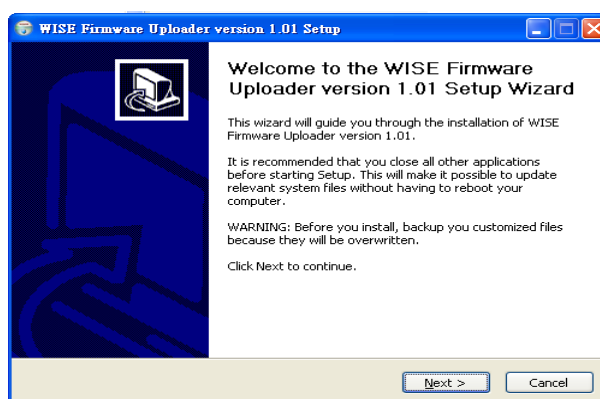 WISE Firmware Uploader version 1.01 Setup
Welcome to the WISE Firmware
Uploader version 1.01 Setup Wizard
This wizard will guide you through the installation of WISE
Firmware Uploader version 1.01.
It is recommended that you close all other applications
before starting Setup. This will make it possible to update
relevant system files without having to reboot your
computer.
WARNING: Before you install, backup you customized files
because they will be overwritten.
Click Next to continue.
Next >
Cancel